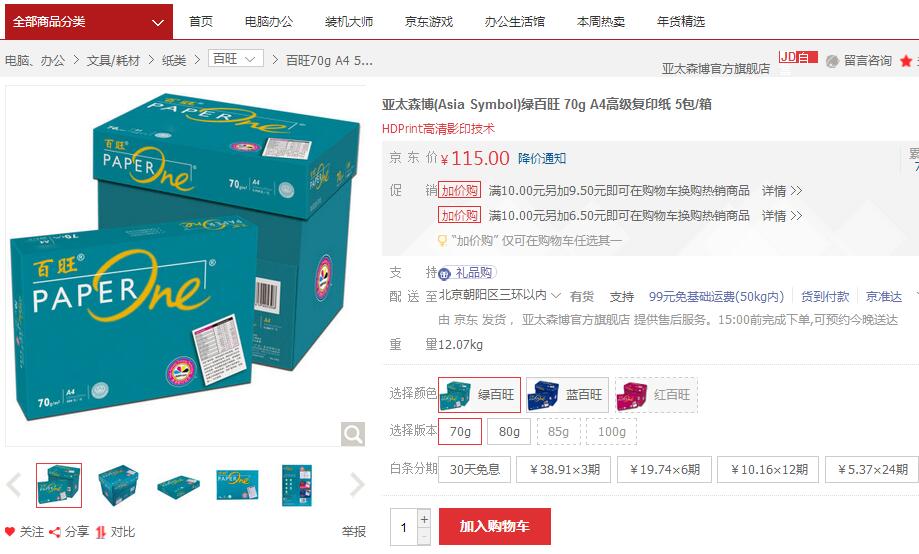 全部商品分类 首页 电脑办公 装机大师 京东游戏 办公生活馆 本周热卖 年货精选
电脑、办公 > 文具/耗材 > 纸类 > 百旺 > 百旺70g A4 5...
亚太森博官方旗舰店 JD自 留言咨询
亚太森博(Asia Symbol)绿百旺 70g A4高级复印纸 5包/箱
HDPrint高清影印技术
京东价 ¥115.00 降价通知 累
促销 加价购 满10.00元另加9.50元即可在购物车换购热销商品 详情 >>
加价购 满10.00元另加6.50元即可在购物车换购热销商品 详情 >>
“加价购” 仅可在购物车任选其一
支持 礼品购
配送至 北京朝阳区三环以内 有货 支持 99元免基础运费(50kg内) 货到付款 京准达
由 京东 发货， 亚太森博官方旗舰店 提供售后服务。15:00前完成下单,可预约今晚送达
重量 12.07kg
选择颜色 绿百旺 蓝百旺 红百旺
选择版本 70g 80g 85g 100g
白条分期 30天免息 ￥38.91×3期 ￥19.74×6期 ￥10.16×12期 ￥5.37×24期
1 + - 加入购物车
PAPER One
百旺®
PAPER One
70g/m² A4
百旺
PAPER One®
70g/m² A4
关注 分享 对比 举报